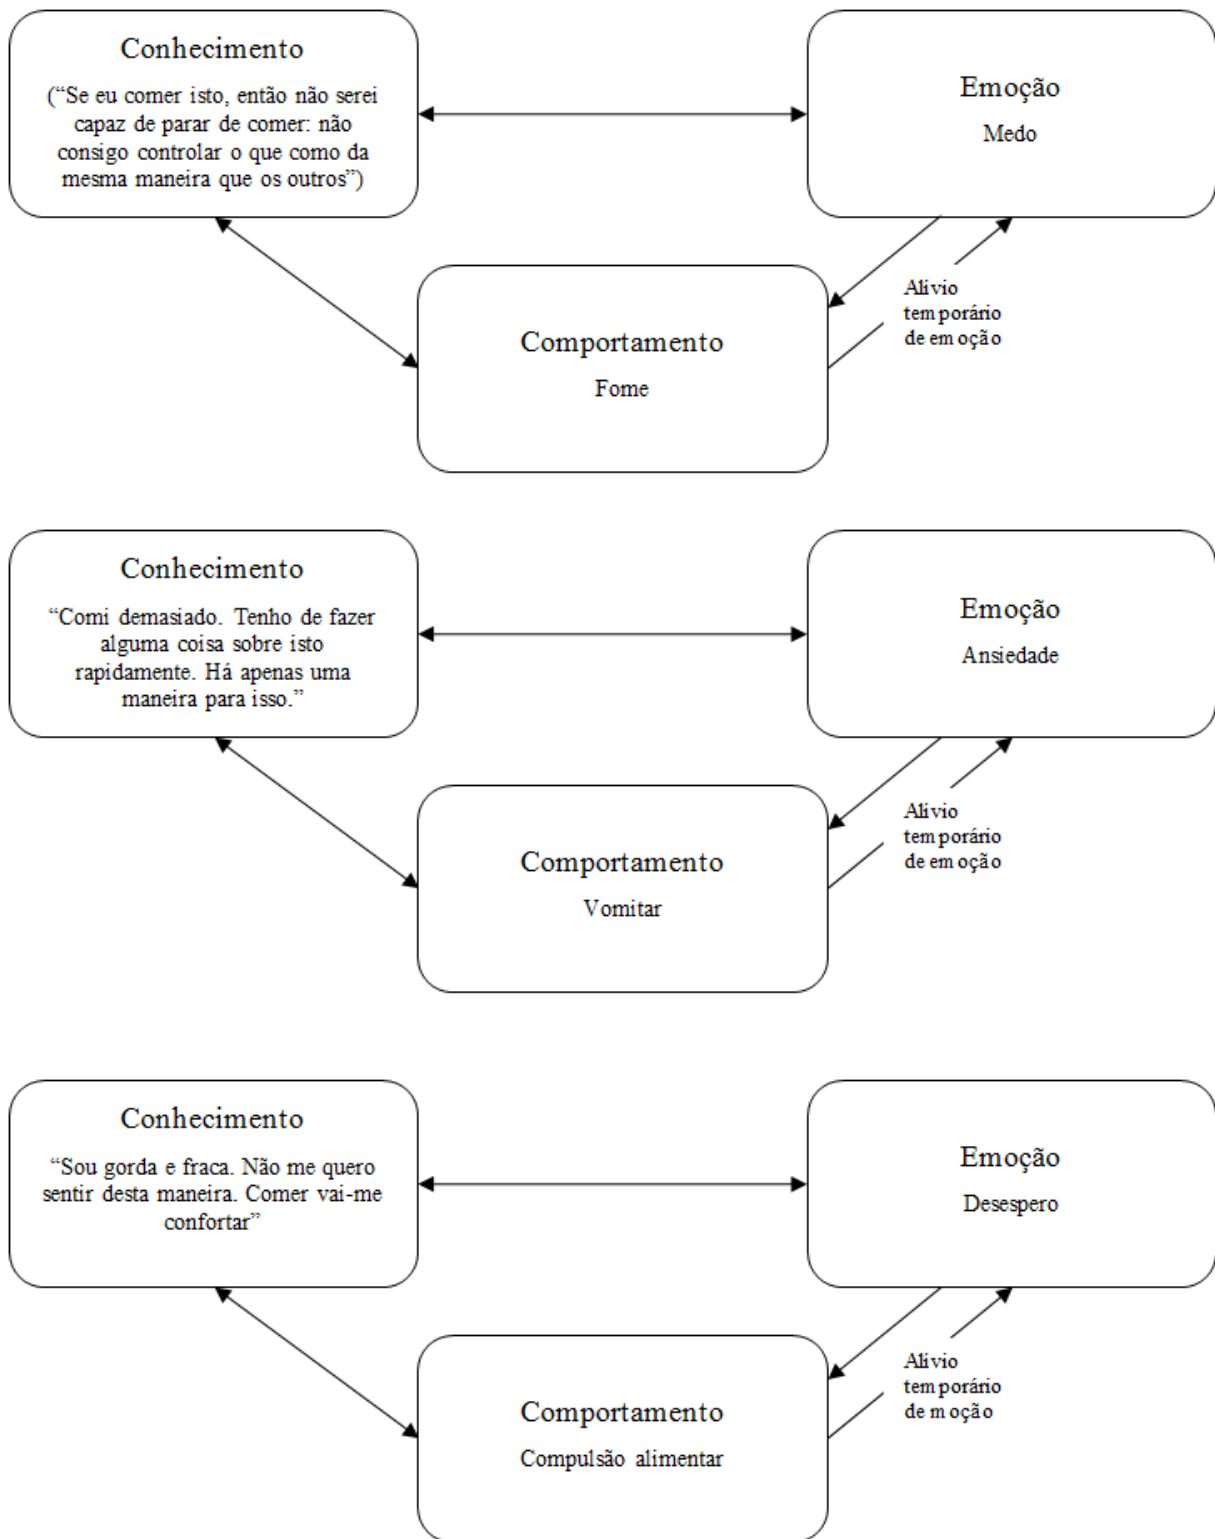 Conhecimento
(“Se eu comer isto, então não serei
capaz de parar de comer: não
consigo controlar o que como da
mesma maneira que os outros”)
Emoção
Medo
Comportamento
Fome
Alívio
temporário
de emoção
Conhecimento
“Comi demasiado. Tenho de fazer
alguma coisa sobre isto
rapidamente. Há apenas uma
maneira para isso.”
Emoção
Ansiedade
Comportamento
Vomitar
Alívio
temporário
de emoção
Conhecimento
“Sou gorda e fraca. Não me quero
sentir desta maneira. Comer vai-me
confortar”
Emoção
Desespero
Comportamento
Compulsão alimentar
Alívio
temporário
de moção